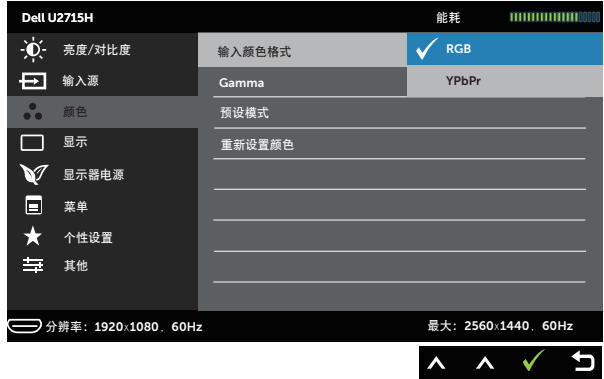 Dell U2715H 能耗
亮度/对比度 输入颜色格式 RGB
输入源 Gamma YPbPr
颜色 预设模式
显示 重新设置颜色
显示器电源
菜单
个性设置
其他
分辨率：1920x1080，60Hz 最大：2560x1440，60Hz